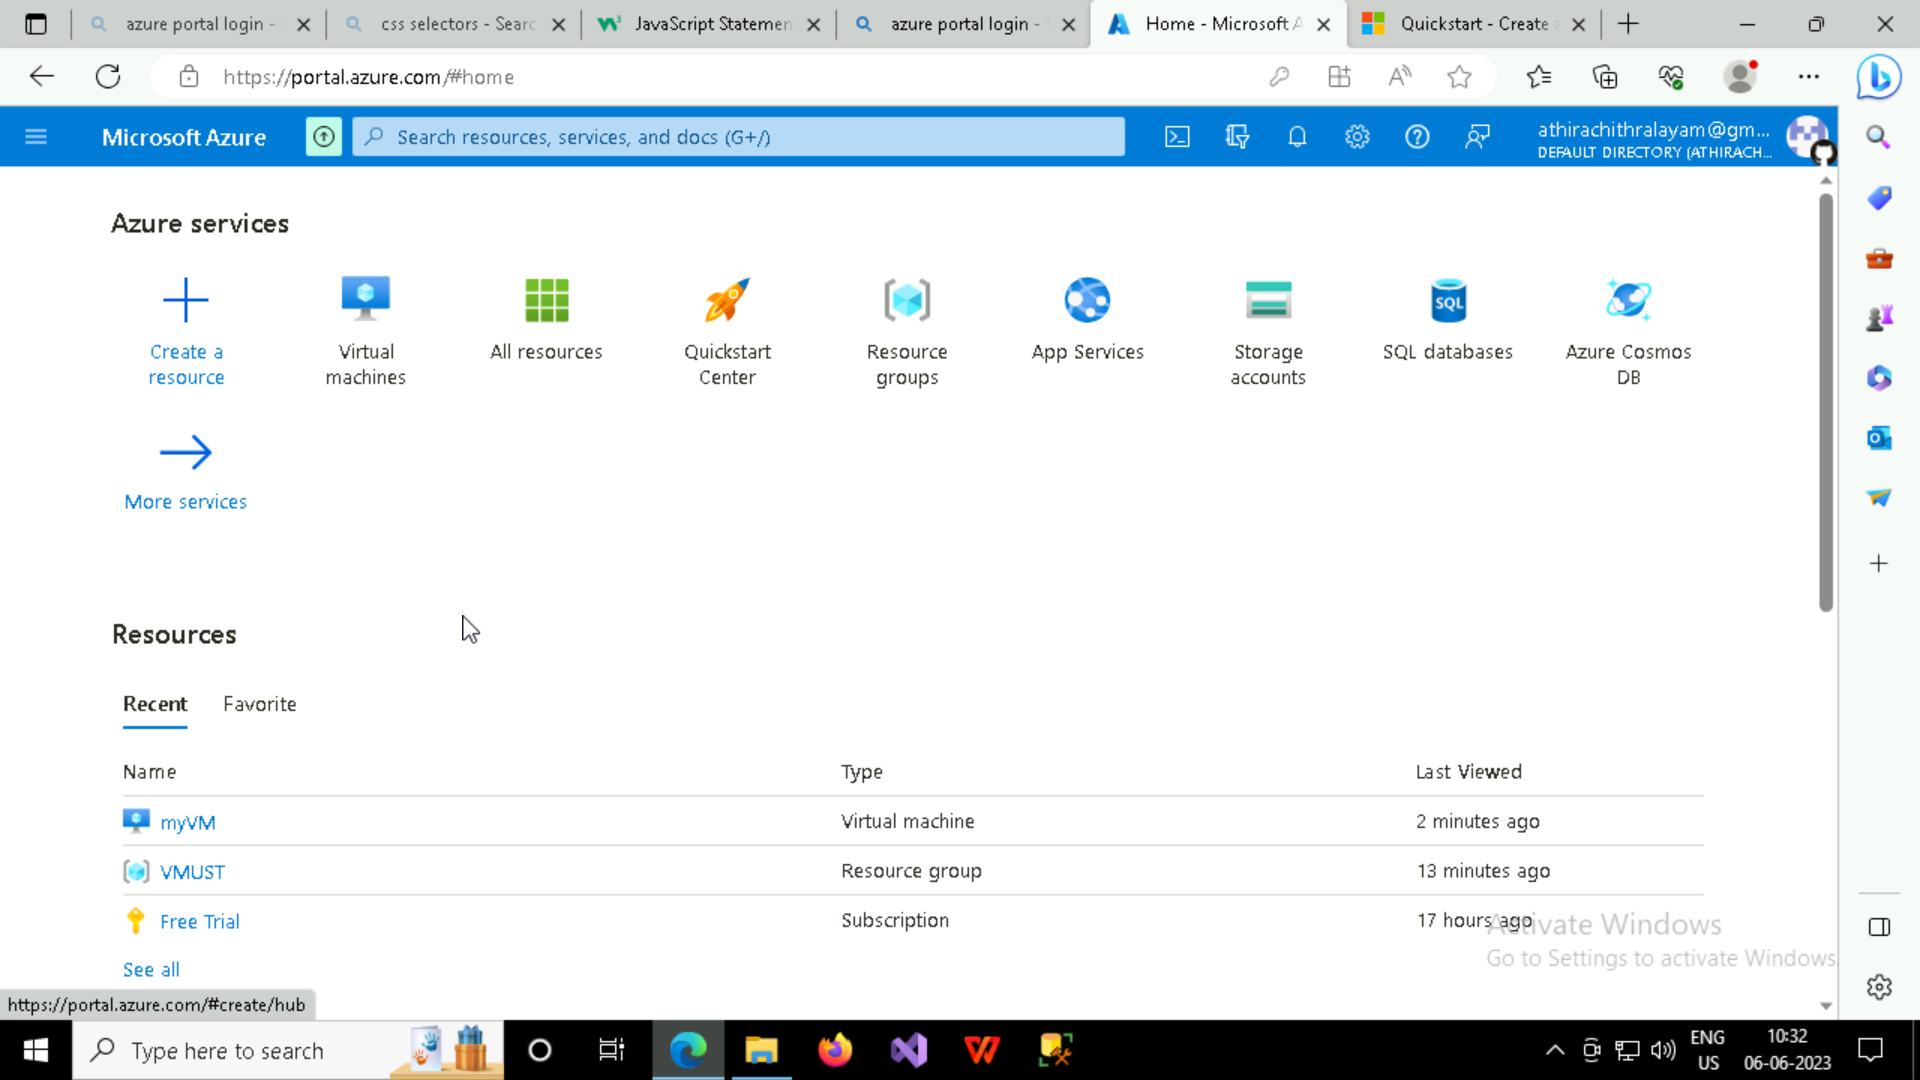 azure portal login -
css selectors - Searc
JavaScript Statemen
azure portal login -
Home - Microsoft A
Quickstart - Create
https://portal.azure.com/#home
Microsoft Azure
Search resources, services, and docs (G+/)
athirachithralayam@gm...
DEFAULT DIRECTORY (ATHIRACH...
Azure services
Create a
resource
Virtual
machines
All resources
Quickstart
Center
Resource
groups
App Services
Storage
accounts
SQL
SQL databases
Azure Cosmos
DB
More services
Resources
Recent
Favorite
Name
Type
Last Viewed
myVM
Virtual machine
2 minutes ago
VMUST
Resource group
13 minutes ago
Free Trial
Subscription
17 hours ago
Activate Windows
Go to Settings to activate Windows.
See all
https://portal.azure.com/#create/hub
Type here to search
ENG
US
10:32
06-06-2023